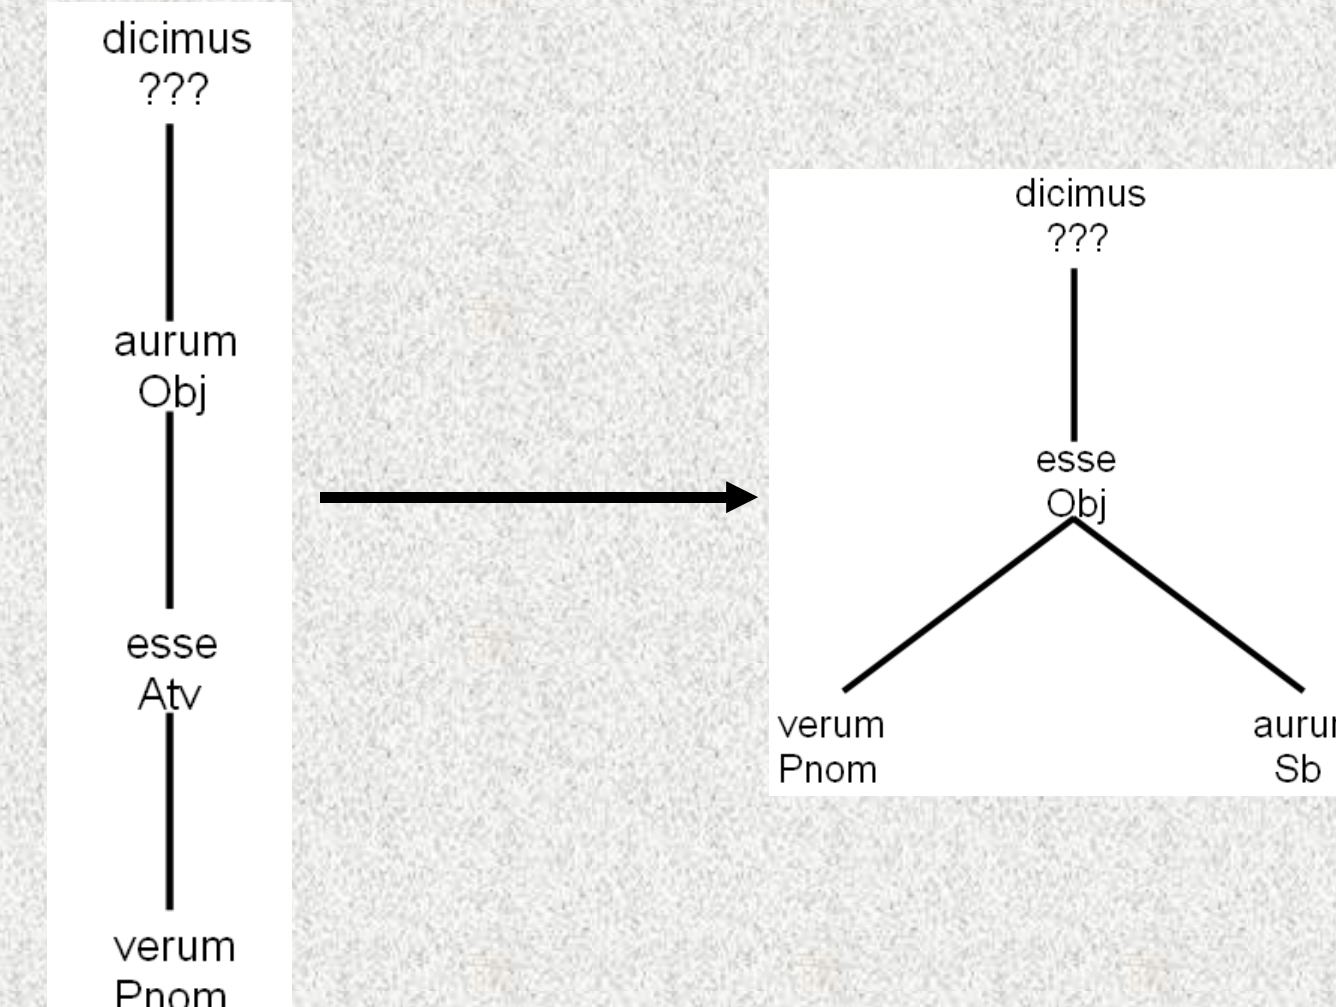 dicimus
???
aurum
Obj
esse
Atv
verum
Pnom
dicimus
???
esse
Obj
verum
Pnom
Sb